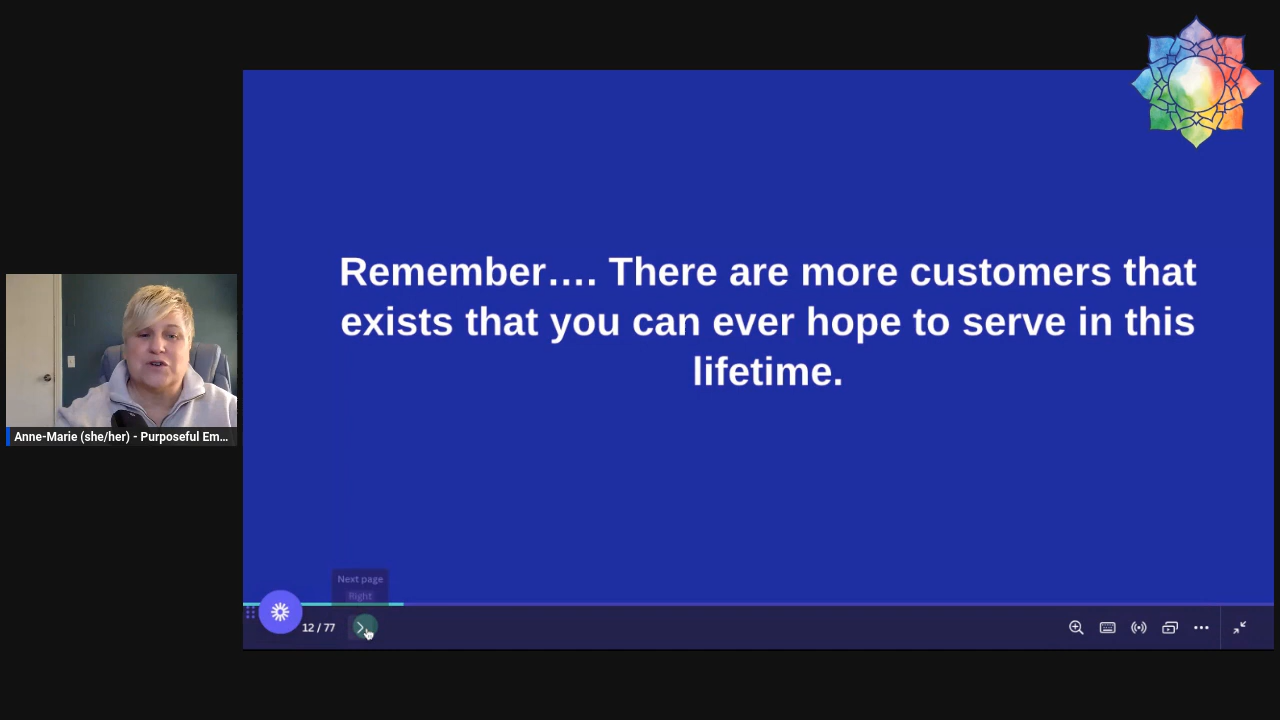 Remember…. There are more customers that
exists that you can ever hope to serve in this
lifetime.
Anne-Marie (she/her) - Purposeful Em...
Next page
Right
12 / 77